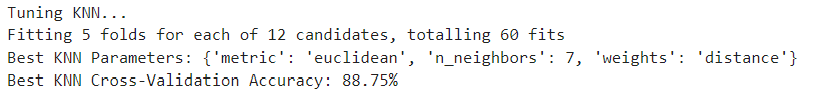 Tuning KNN...
Fitting 5 folds for each of 12 candidates, totalling 60 fits
Best KNN Parameters: {'metric': 'euclidean', 'n_neighbors': 7, 'weights': 'distance'}
Best KNN Cross-Validation Accuracy: 88.75%